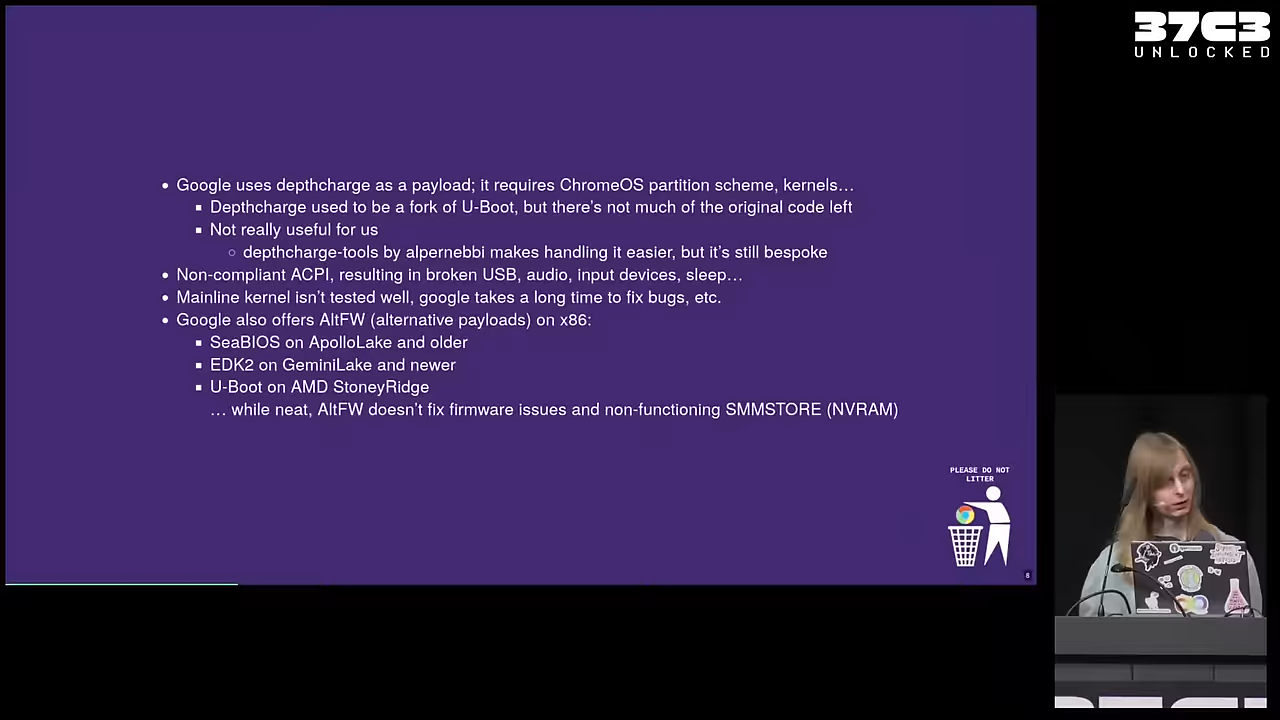 37C3
UNLOCKED
Google uses depthcharge as a payload; it requires ChromeOS partition scheme, kernels…
Depthcharge used to be a fork of U-Boot, but there's not much of the original code left
Not really useful for us
depthcharge-tools by alpernebbi makes handling it easier, but it's still bespoke
Non-compliant ACPI, resulting in broken USB, audio, input devices, sleep…
Mainline kernel isn't tested well, google takes a long time to fix bugs, etc.
Google also offers AltFW (alternative payloads) on x86:
SeaBIOS on ApolloLake and older
EDK2 on GeminiLake and newer
U-Boot on AMD StoneyRidge
… while neat, AltFW doesn't fix firmware issues and non-functioning SMMSTORE (NVRAM)
PLEASE DO NOT
LITTER
8